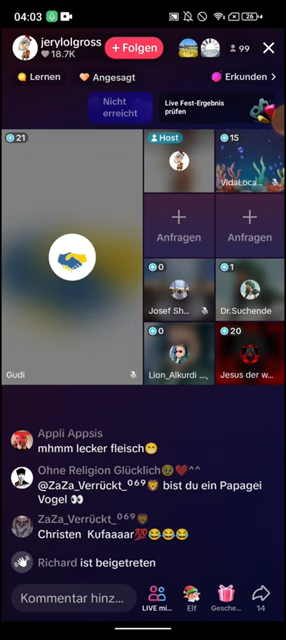 04:03
26
jerylolgross
18.7K
+ Folgen
99
Lernen
Angesagt
Erkunden >
Nicht
erreicht
Live Fest-Ergebnis
prüfen
21
Host
15
VidaLoca...
Anfragen
Anfragen
0
1
Josef Sh...
Dr.Suchende
0
20
Gudi
Lion_Alkurdi ...
Jesus der w...
Appli Appsis
mhmm lecker fleisch😁
Ohne Religion Glücklich🥹❤️^^
@ZaZa_Verrückt_⁰⁶⁹🦁 bist du ein Papagei
Vogel 👀
ZaZa_Verrückt_⁰⁶⁹🦁
Christen Kufaaaar💯😂😂😂
Richard ist beigetreten
Kommentar hinz...
LIVE mi...
Elf
Gesche...
14